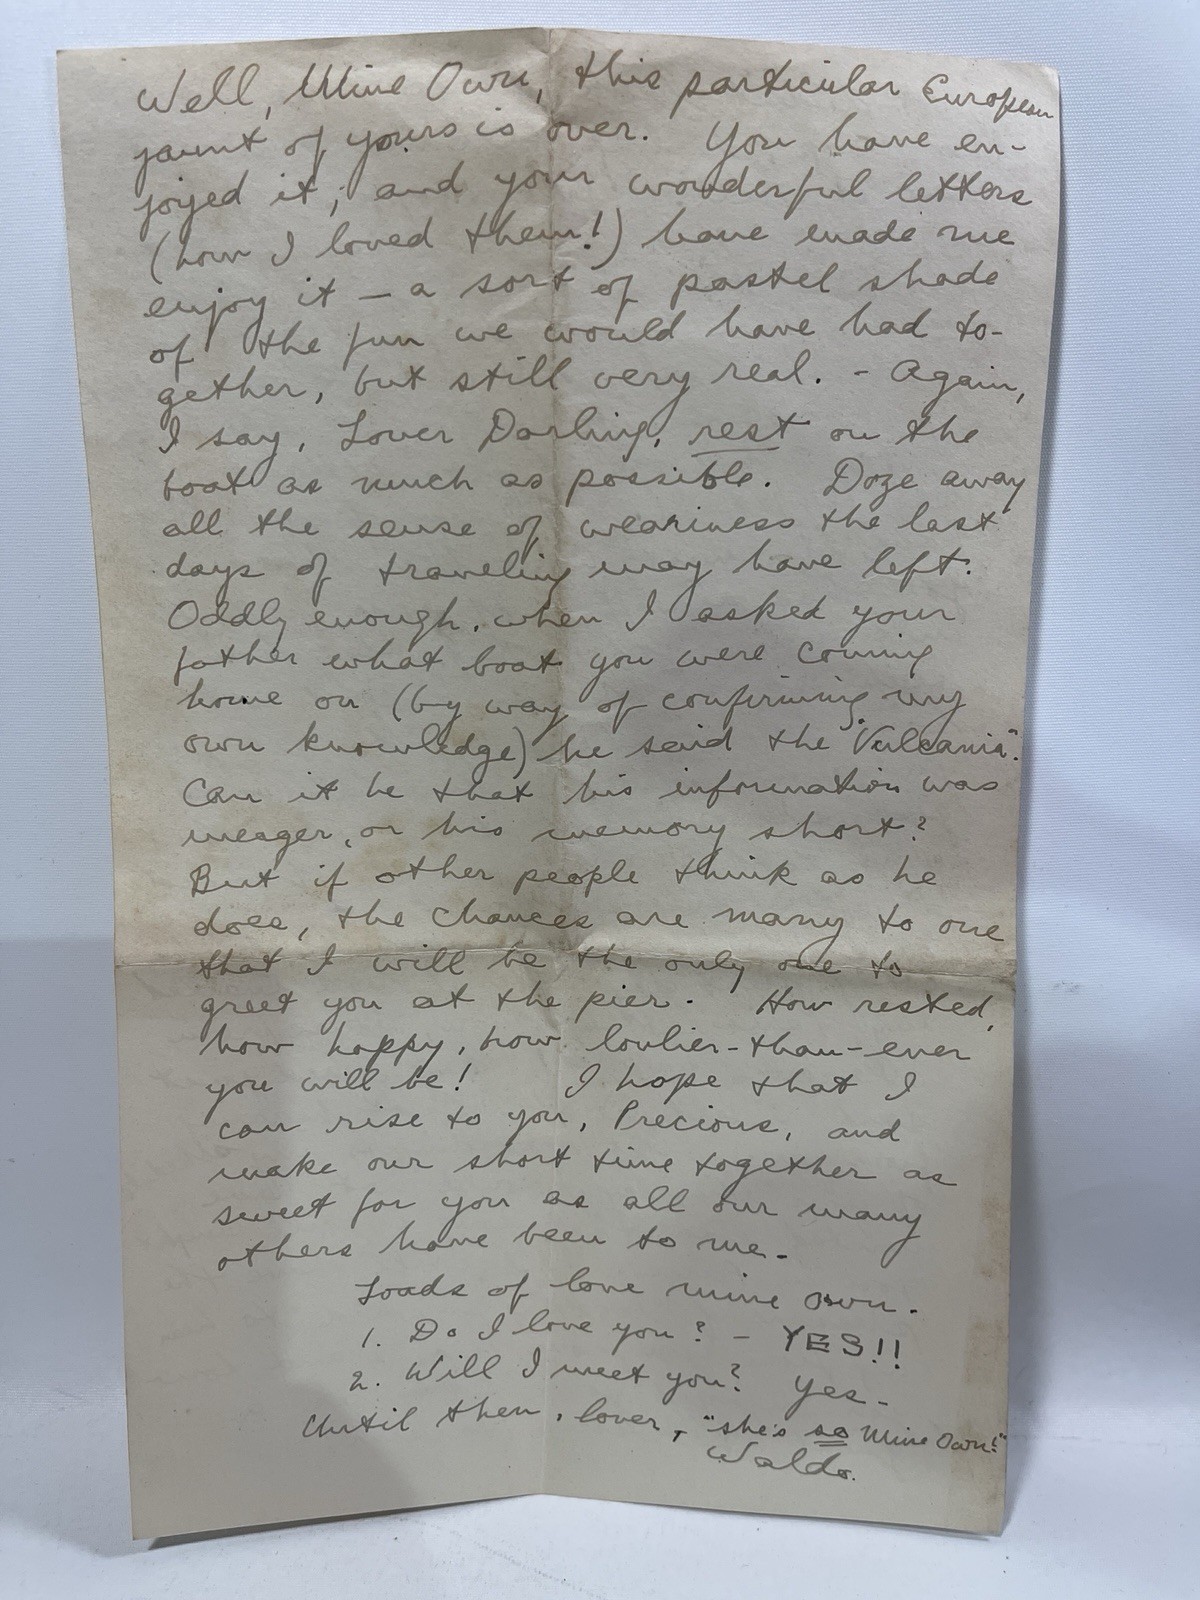 Well, Mine Own, this particular European
jaunt of yours is over. You have en-
joyed it, and your wonderful letters
(how I loved them!) have made me
enjoy it – a sort of pastel shade
of the fun we would have had to-
gether, but still very real. - Again,
I say, Lover Darling, rest on the
boat as much as possible. Doze away
all the sense of weariness the last
days of traveling may have left.
Oddly enough, when I asked your
father what boat you were coming
home on (by way of confirming my
own knowledge) he said the "Vulcania".
Can it be that his information was
meager, or his memory short?
But if other people think as he
does, the chances are many to one
that I will be the only one to
greet you at the pier. How rested,
how happy, how lovlier-than-ever
you will be! I hope that I
can rise to you, Precious, and
make our short time together as
sweet for you as all our many
others have been to me.
Loads of love mine own.
1. Do I love you? - YES!!
2. Will I meet you? Yes-
Until then, lover, "she's so Mine Own!"
Waldo.